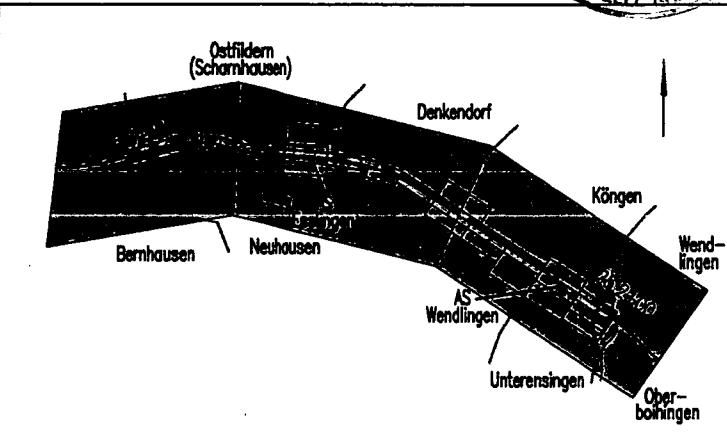 Ostfildern
(Scharnhausen)
Denkendorf
Köngen
Wend-
lingen
Bernhausen
Neuhausen
AS
Wendlingen
Unterensingen
Ober-
boihingen